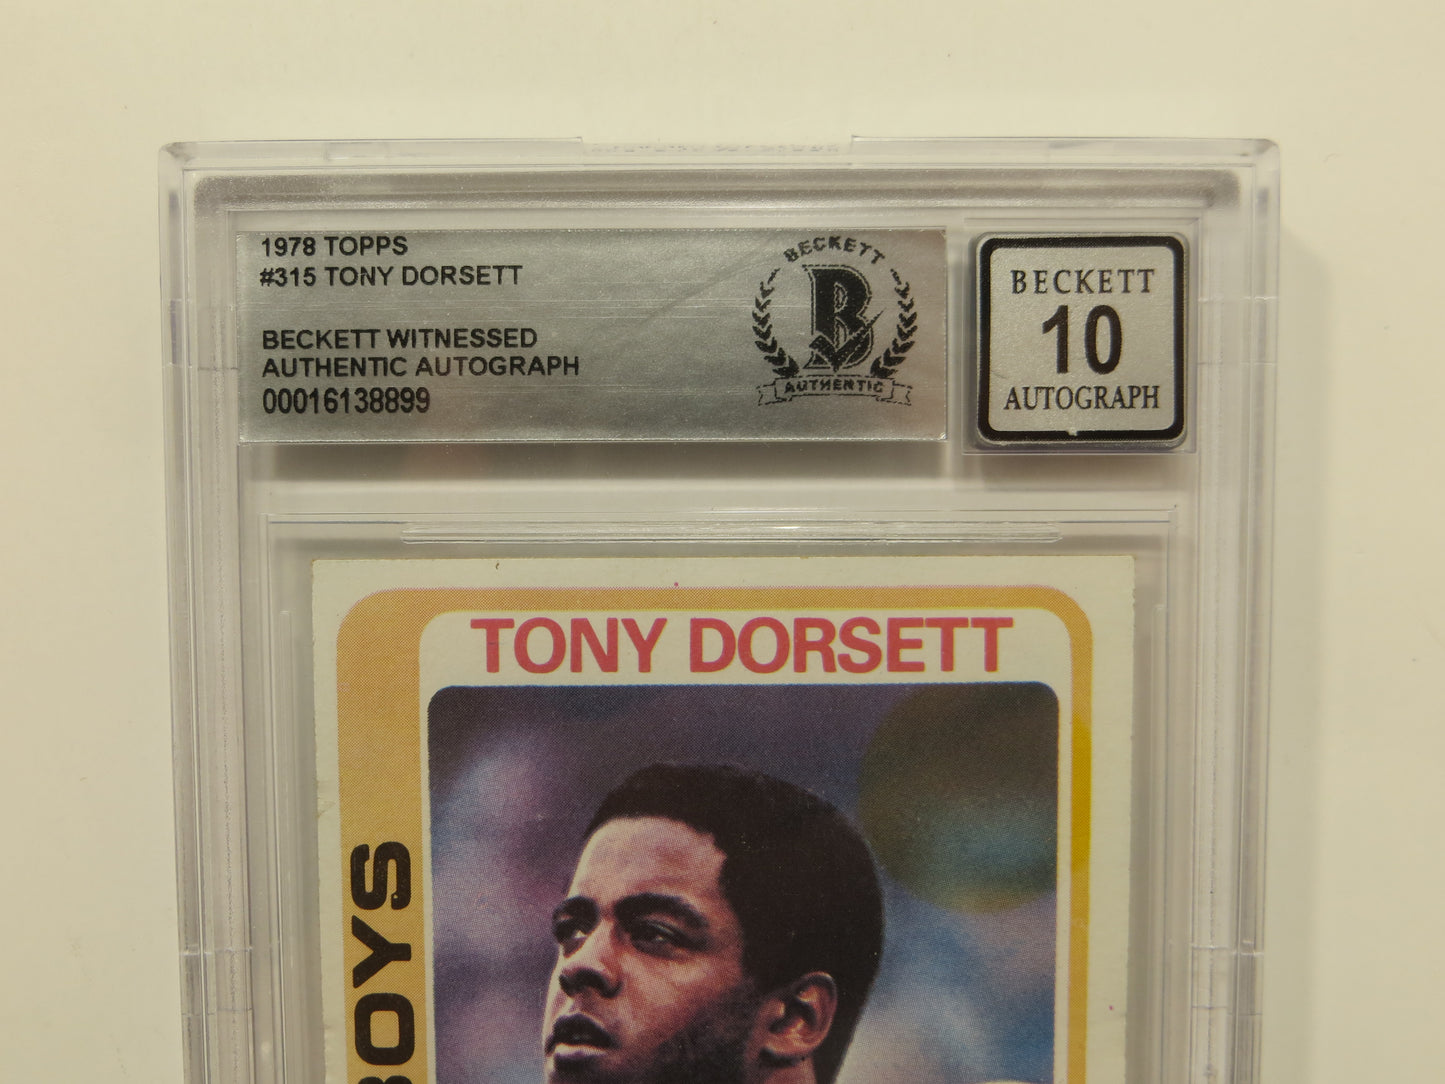 1978 TOPPS
#315 TONY DORSETT
BECKETT WITNESSED
AUTHENTIC AUTOGRAPH
00016138899
BECKETT
B
AUTHENTIC
BECKETT
10
AUTOGRAPH
TONY DORSETT
BOYS